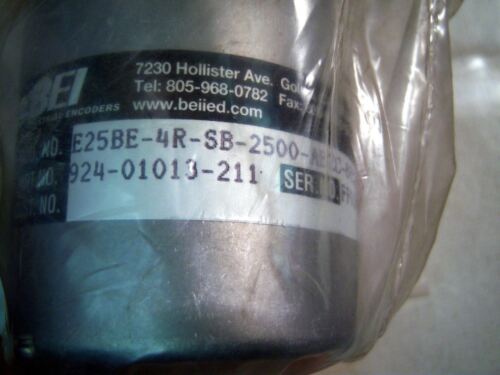 BEI
7230 Hollister Ave.
Tel: 805-968-0782 Fax:
ENCODERS
www.beiied.com
NO. E25BE-4R-SB-2500-
NO. 924-01013-211 SER.
NO.